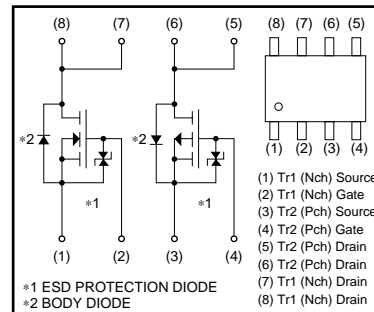 (8) (7) (6) (5)
(8) (7) (6) (5)
∗2 ∗2
∗1 ∗1
(1) (2) (3) (4)
(1) (2) (3) (4)
(1) Tr1 (Nch) Source
(2) Tr1 (Nch) Gate
(3) Tr2 (Pch) Source
(4) Tr2 (Pch) Gate
(5) Tr2 (Pch) Drain
(6) Tr2 (Pch) Drain
(7) Tr1 (Nch) Drain
(8) Tr1 (Nch) Drain
∗1 ESD PROTECTION DIODE
∗2 BODY DIODE